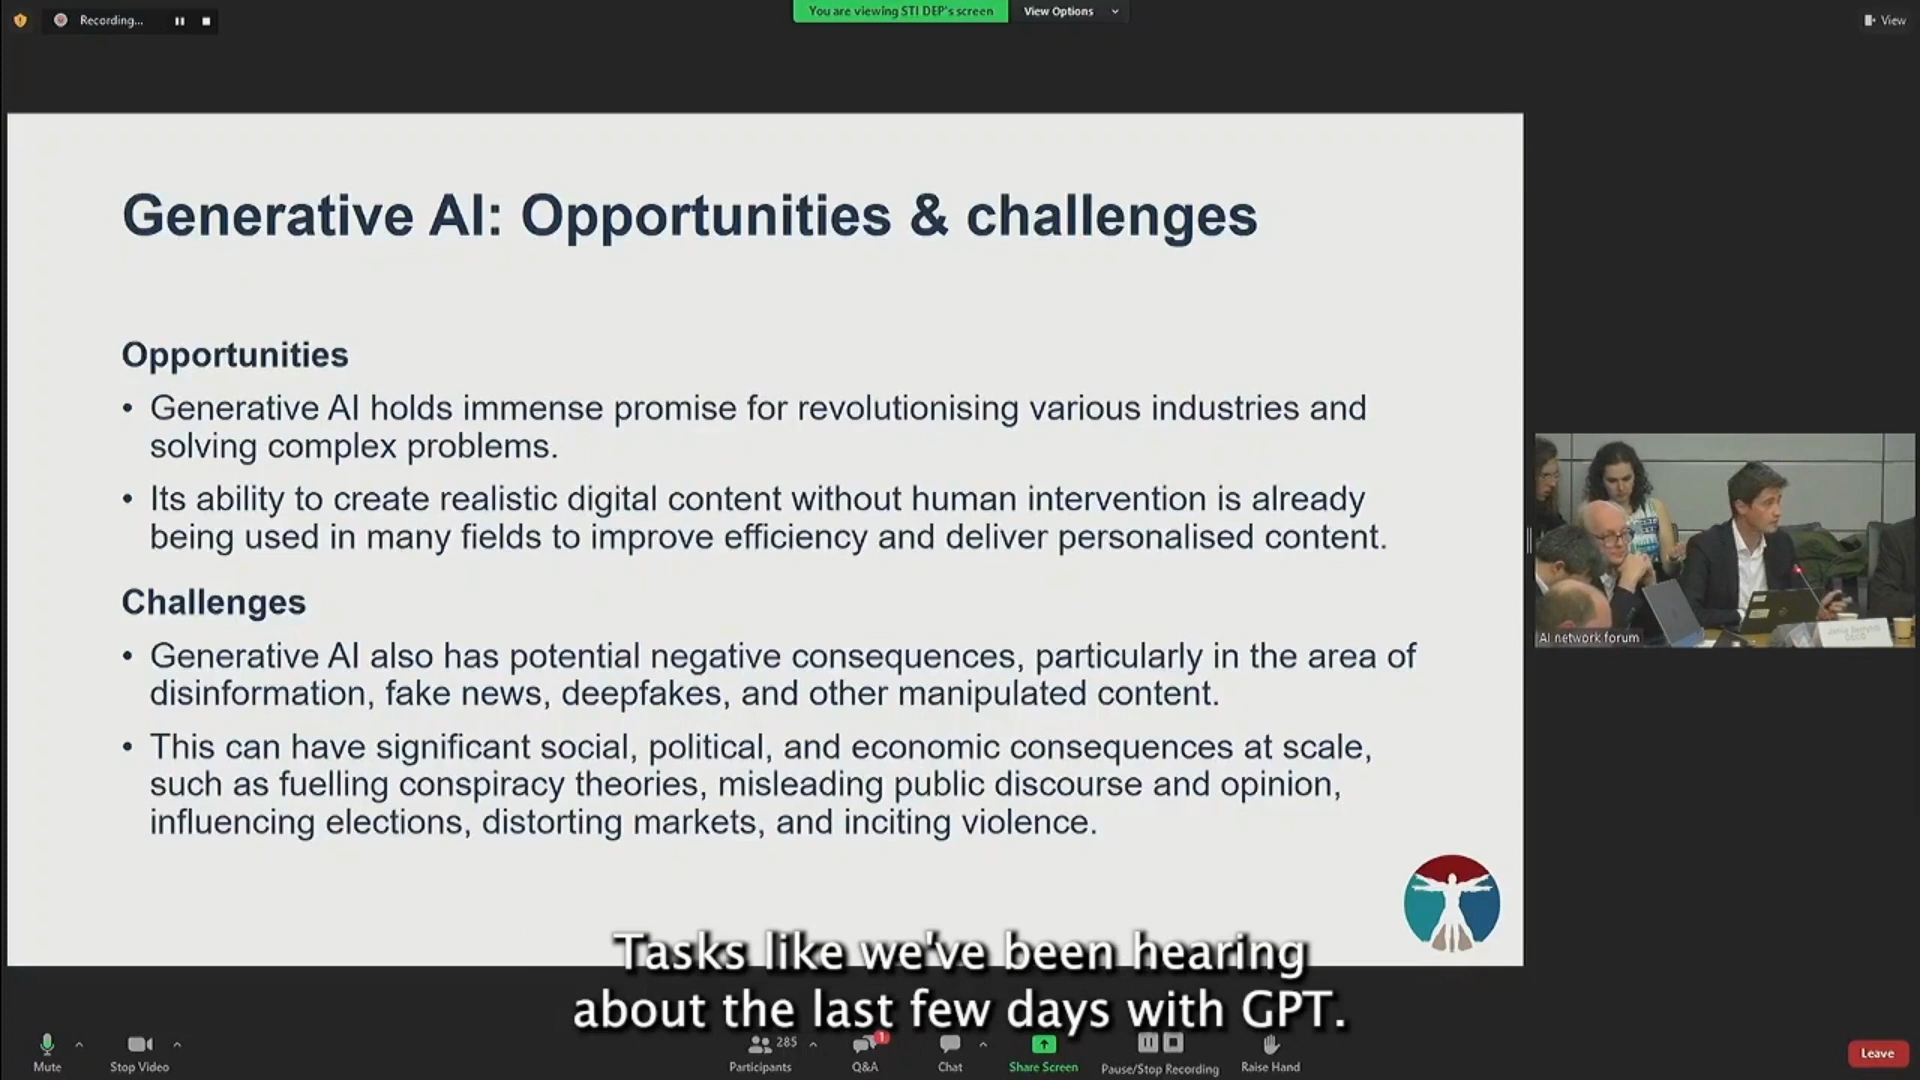 Recording...
You are viewing STI DEP's screen
View Options
View
Generative AI: Opportunities & challenges
Opportunities
• Generative AI holds immense promise for revolutionising various industries and
solving complex problems.
• Its ability to create realistic digital content without human intervention is already
being used in many fields to improve efficiency and deliver personalised content.
Challenges
• Generative AI also has potential negative consequences, particularly in the area of
disinformation, fake news, deepfakes, and other manipulated content.
• This can have significant social, political, and economic consequences at scale,
such as fuelling conspiracy theories, misleading public discourse and opinion,
influencing elections, distorting markets, and inciting violence.
AI network forum
Tasks like we've been hearing
about the last few days with GPT.
Mute
Stop Video
285
Participants
1
Q&A
Chat
Share Screen
Pause/Stop Recording
Raise Hand
Leave